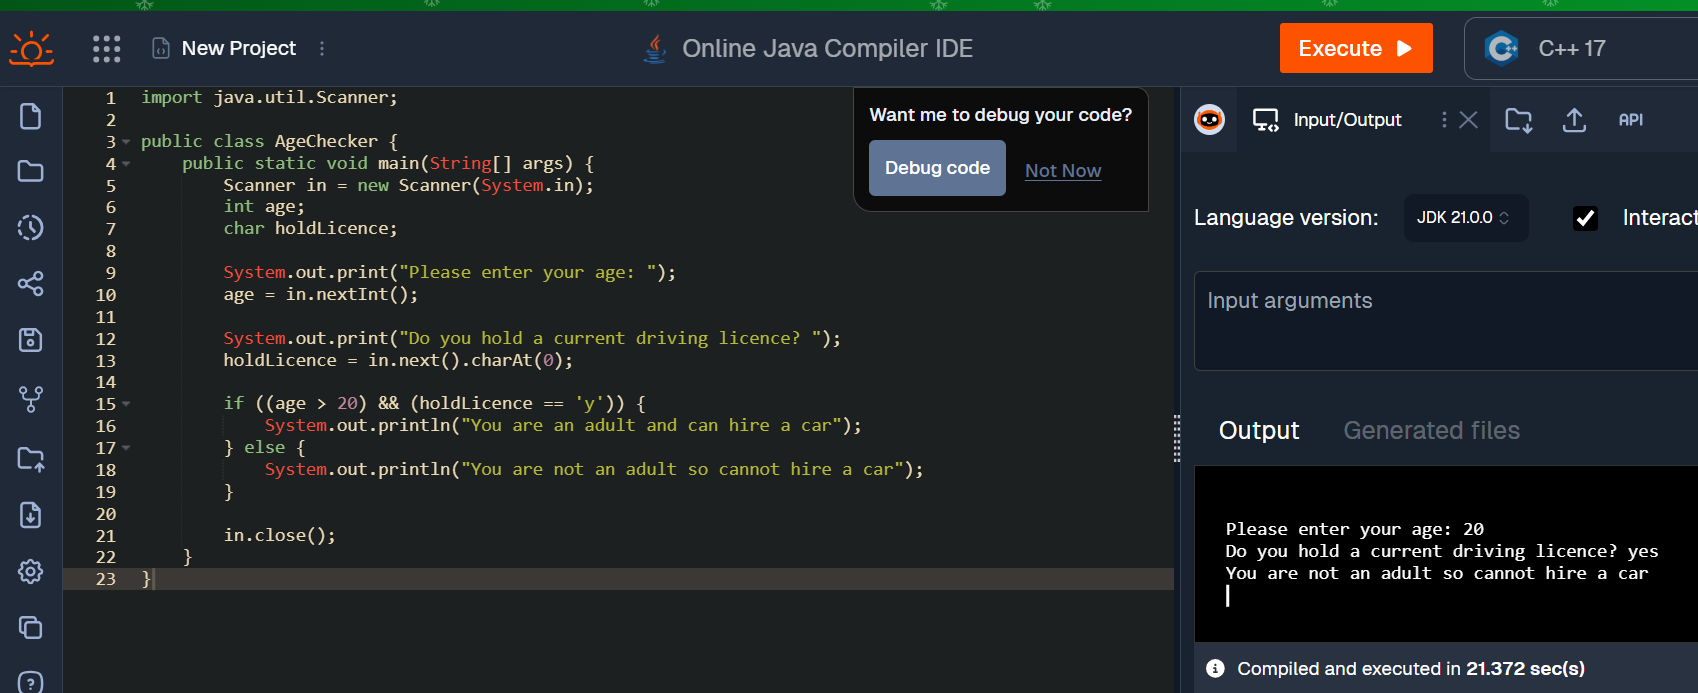 New Project
Online Java Compiler IDE
Execute
C++ 17
1 import java.util.Scanner;
2
3 public class AgeChecker {
4 public static void main(String[] args) {
5 Scanner in = new Scanner(System.in);
6 int age;
7 char holdLicence;
8
9 System.out.print("Please enter your age: ");
10 age = in.nextInt();
11
12 System.out.print("Do you hold a current driving licence? ");
13 holdLicence = in.next().charAt(0);
14
15 if ((age > 20) && (holdLicence == 'y')) {
16 System.out.println("You are an adult and can hire a car");
17 } else {
18 System.out.println("You are not an adult so cannot hire a car");
19 }
20
21 in.close();
22 }
23 }
Want me to debug your code?
Debug code
Not Now
Input/Output
API
Language version:
JDK 21.0.0
Interact
Input arguments
Output
Generated files
Please enter your age: 20
Do you hold a current driving licence? yes
You are not an adult so cannot hire a car
Compiled and executed in 21.372 sec(s)